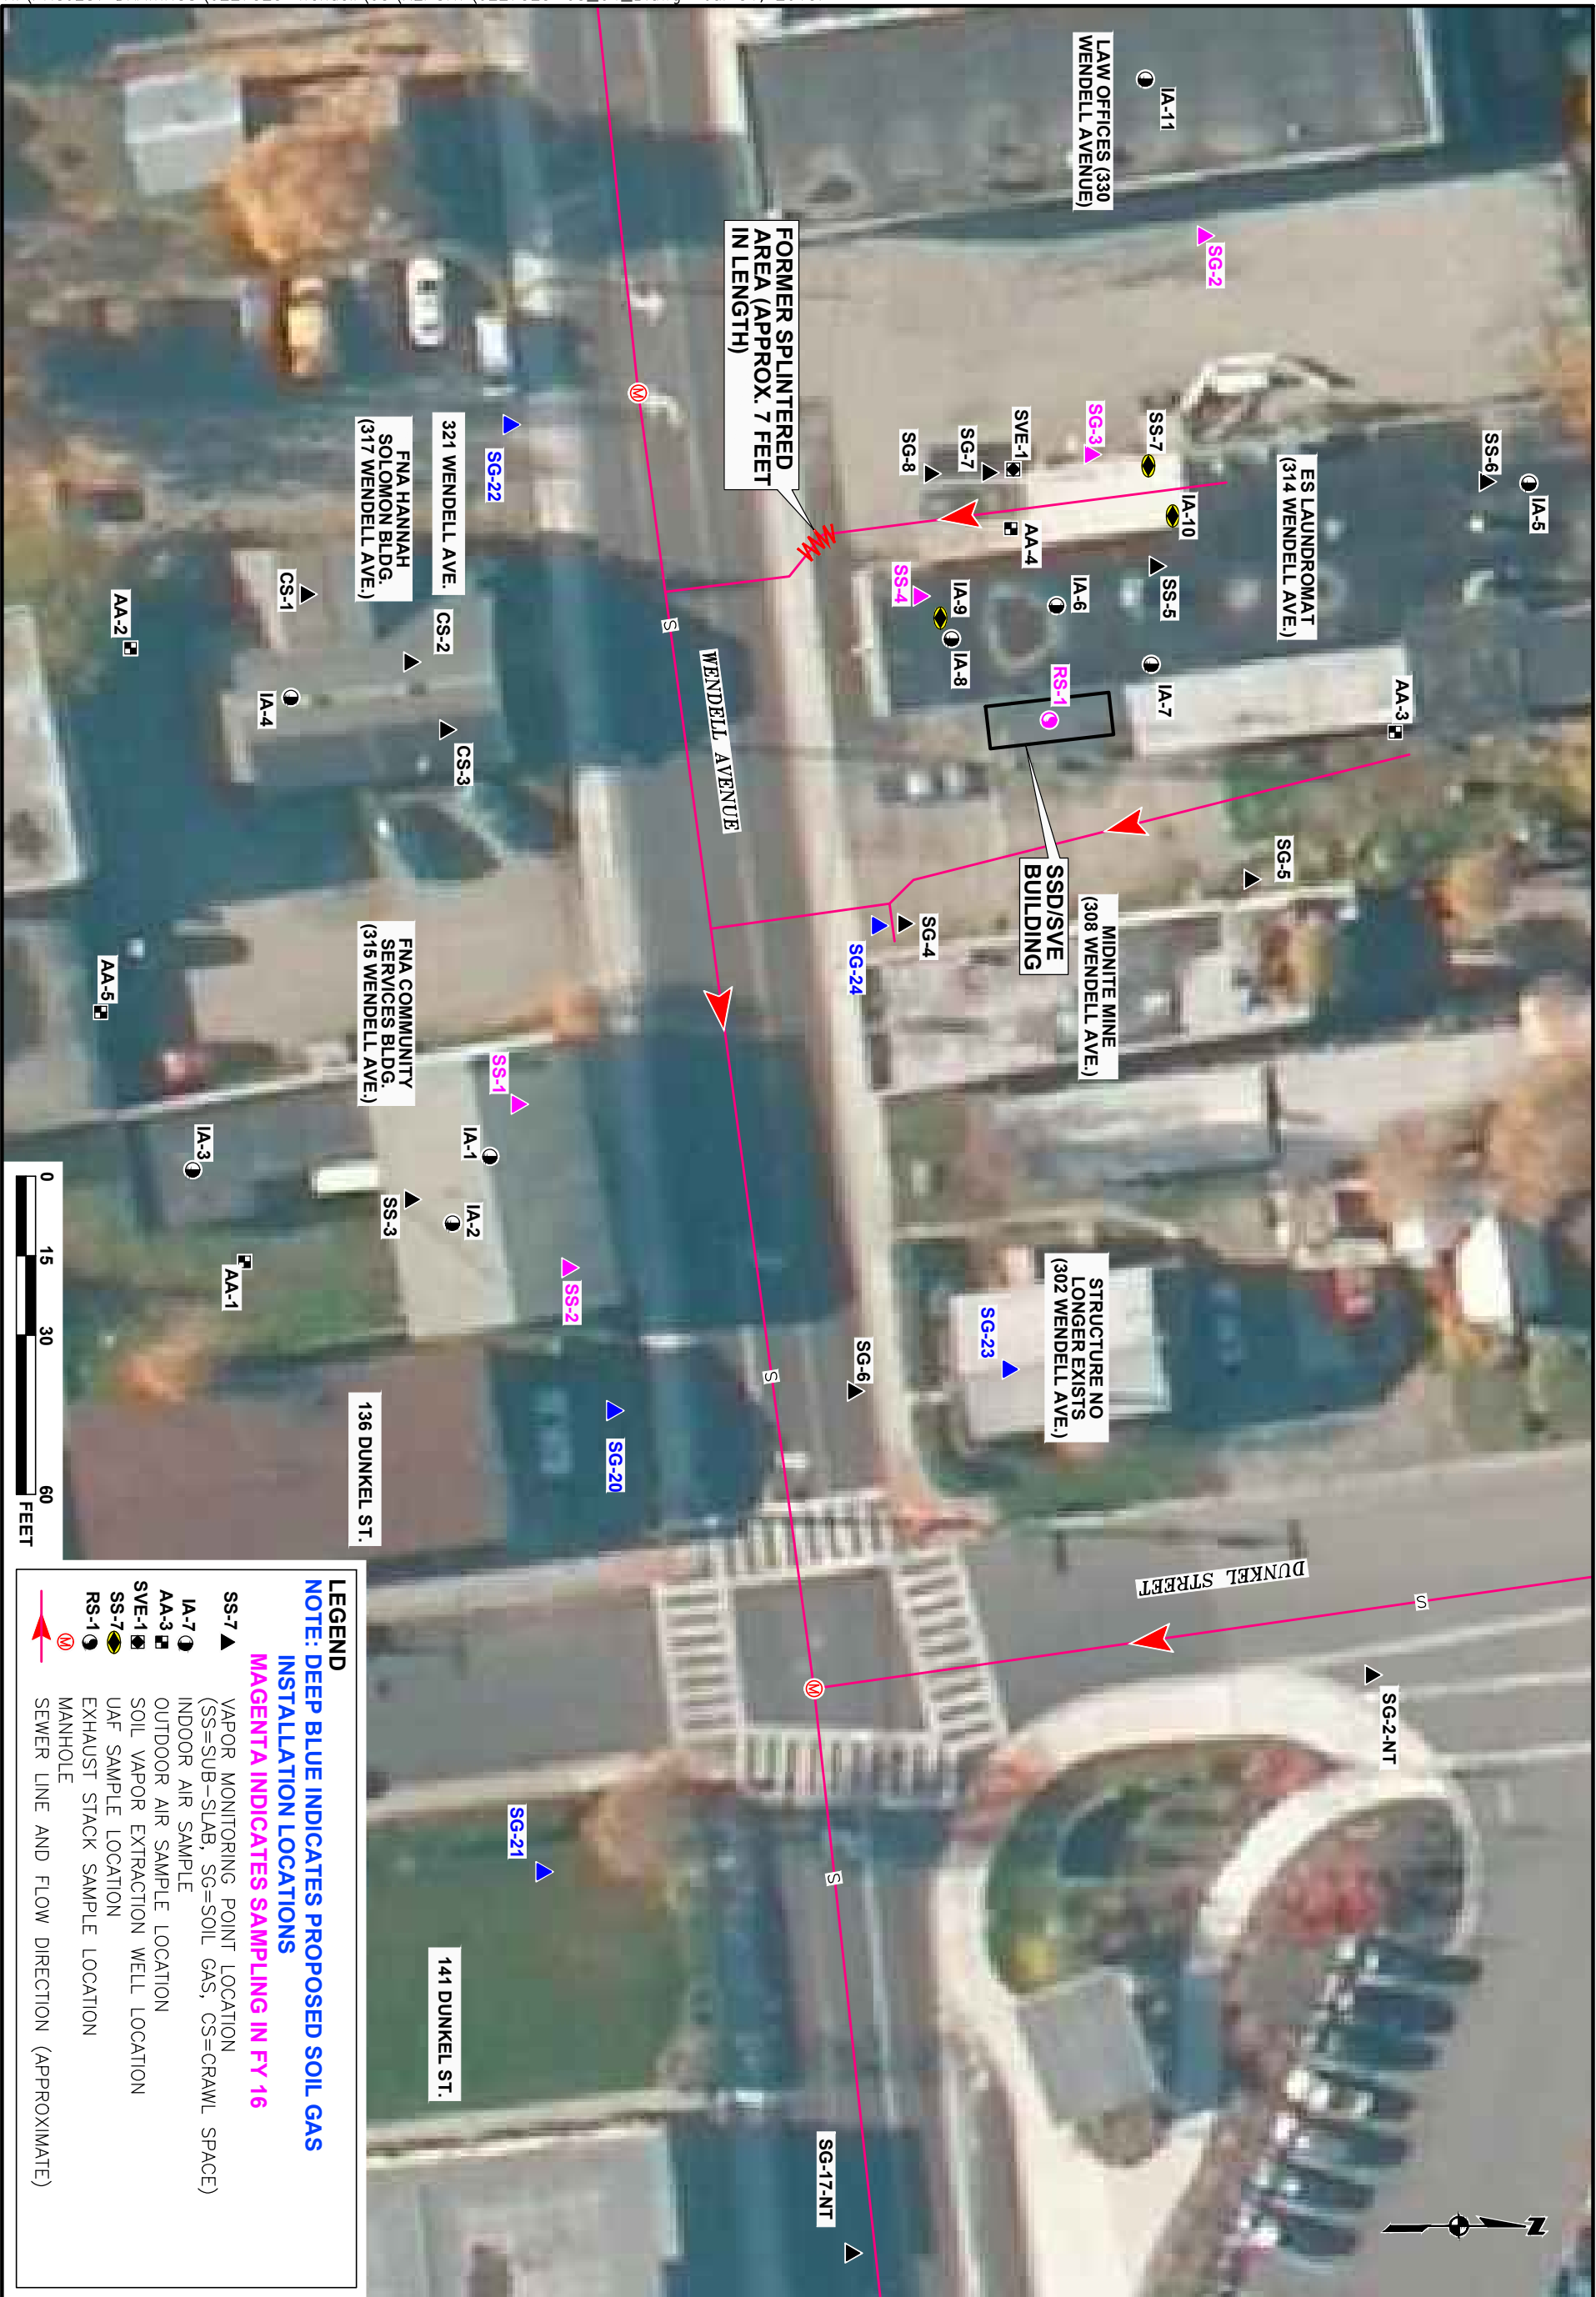 LAW OFFICES (330
WENDELL AVENUE)
IA-11
SG-2
FORMER SPLINTERED
AREA (APPROX. 7 FEET
IN LENGTH)
SS-6
IA-5
ES LAUNDROMAT
(314 WENDELL AVE.)
SS-7
SG-3
SVE-1
SG-7
SG-8
IA-10
AA-4
SS-5
IA-6
SS-4
IA-9
IA-8
IA-7
RS-1
AA-3
SSD/SVE
BUILDING
SG-5
MIDNITE MINE
(308 WENDELL AVE.)
SG-4
SG-24
STRUCTURE NO
LONGER EXISTS
(302 WENDELL AVE.)
SG-23
SG-6
DUNKEL STREET
S
SG-2-NT
N
M
S
WENDELL AVENUE
S
M
S
SG-17-NT
SG-22
321 WENDELL AVE.
FNA HANNAH
SOLOMON BLDG.
(317 WENDELL AVE.)
CS-1
CS-2
CS-3
IA-4
AA-2
AA-5
FNA COMMUNITY
SERVICES BLDG.
(315 WENDELL AVE.)
SS-1
IA-1
IA-2
SS-3
SS-2
IA-3
AA-1
SG-20
136 DUNKEL ST.
SG-21
141 DUNKEL ST.
0 15 30 60
FEET
LEGEND
NOTE: DEEP BLUE INDICATES PROPOSED SOIL GAS
INSTALLATION LOCATIONS
MAGENTA INDICATES SAMPLING IN FY 16
SS-7 VAPOR MONITORING POINT LOCATION
(SS=SUB-SLAB, SG=SOIL GAS, CS=CRAWL SPACE)
IA-7 INDOOR AIR SAMPLE
AA-3 OUTDOOR AIR SAMPLE LOCATION
SVE-1 SOIL VAPOR EXTRACTION WELL LOCATION
SS-7 UAF SAMPLE LOCATION
RS-1 EXHAUST STACK SAMPLE LOCATION
M MANHOLE
SEWER LINE AND FLOW DIRECTION (APPROXIMATE)